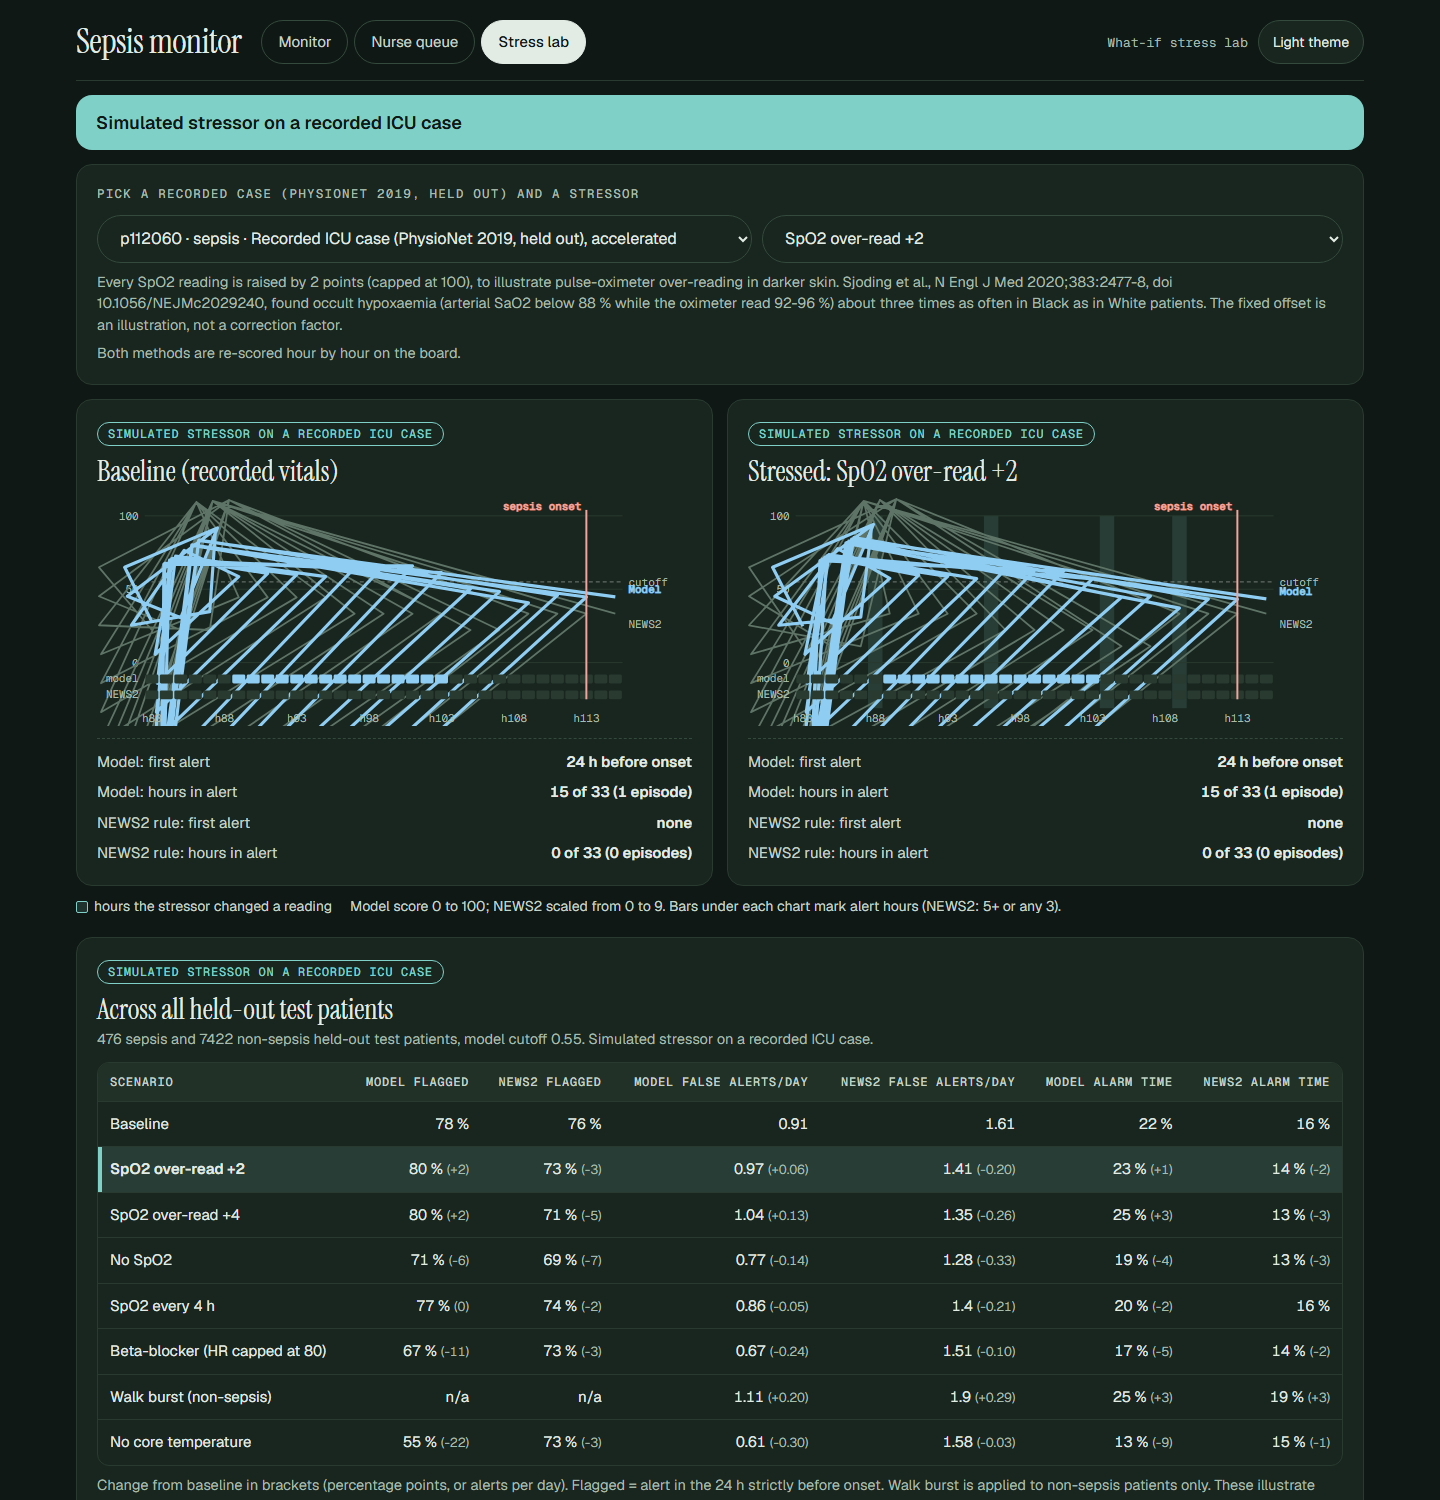 Sepsis monitor
Monitor
Nurse queue
Stress lab
What-if stress lab
Light theme
Simulated stressor on a recorded ICU case
PICK A RECORDED CASE (PHYSIONET 2019, HELD OUT) AND A STRESSOR
p112060 · sepsis · Recorded ICU case (PhysioNet 2019, held out), accelerated
SpO2 over-read +2
Every SpO2 reading is raised by 2 points (capped at 100), to illustrate pulse-oximeter over-reading in darker skin. Sjoding et al., N Engl J Med 2020;383:2477-8, doi
10.1056/NEJMc2029240, found occult hypoxaemia (arterial SaO2 below 88 % while the oximeter read 92-96 %) about three times as often in Black as in White patients. The fixed offset is
an illustration, not a correction factor.
Both methods are re-scored hour by hour on the board.
SIMULATED STRESSOR ON A RECORDED ICU CASE
Baseline (recorded vitals)
sepsis onset
100
cutoff
Model
NEWS2
0
model
NEWS2
h88 h93 h98 h103 h108 h113
Model: first alert 24 h before onset
Model: hours in alert 15 of 33 (1 episode)
NEWS2 rule: first alert none
NEWS2 rule: hours in alert 0 of 33 (0 episodes)
SIMULATED STRESSOR ON A RECORDED ICU CASE
Stressed: SpO2 over-read +2
sepsis onset
100
cutoff
Model
NEWS2
0
model
NEWS2
h88 h93 h98 h103 h108 h113
Model: first alert 24 h before onset
Model: hours in alert 15 of 33 (1 episode)
NEWS2 rule: first alert none
NEWS2 rule: hours in alert 0 of 33 (0 episodes)
hours the stressor changed a reading Model score 0 to 100; NEWS2 scaled from 0 to 9. Bars under each chart mark alert hours (NEWS2: 5+ or any 3).
SIMULATED STRESSOR ON A RECORDED ICU CASE
Across all held-out test patients
476 sepsis and 7422 non-sepsis held-out test patients, model cutoff 0.55. Simulated stressor on a recorded ICU case.
SCENARIO MODEL FLAGGED NEWS2 FLAGGED MODEL FALSE ALERTS/DAY NEWS2 FALSE ALERTS/DAY MODEL ALARM TIME NEWS2 ALARM TIME
Baseline 78 % 76 % 0.91 1.61 22 % 16 %
SpO2 over-read +2 80 % (+2) 73 % (-3) 0.97 (+0.06) 1.41 (-0.20) 23 % (+1) 14 % (-2)
SpO2 over-read +4 80 % (+2) 71 % (-5) 1.04 (+0.13) 1.35 (-0.26) 25 % (+3) 13 % (-3)
No SpO2 71 % (-6) 69 % (-7) 0.77 (-0.14) 1.28 (-0.33) 19 % (-4) 13 % (-3)
SpO2 every 4 h 77 % (0) 74 % (-2) 0.86 (-0.05) 1.4 (-0.21) 20 % (-2) 16 %
Beta-blocker (HR capped at 80) 67 % (-11) 73 % (-3) 0.67 (-0.24) 1.51 (-0.10) 17 % (-5) 14 % (-2)
Walk burst (non-sepsis) n/a n/a 1.11 (+0.20) 1.9 (+0.29) 25 % (+3) 19 % (+3)
No core temperature 55 % (-22) 73 % (-3) 0.61 (-0.30) 1.58 (-0.03) 13 % (-9) 15 % (-1)
Change from baseline in brackets (percentage points, or alerts per day). Flagged = alert in the 24 h strictly before onset. Walk burst is applied to non-sepsis patients only. These illustrate